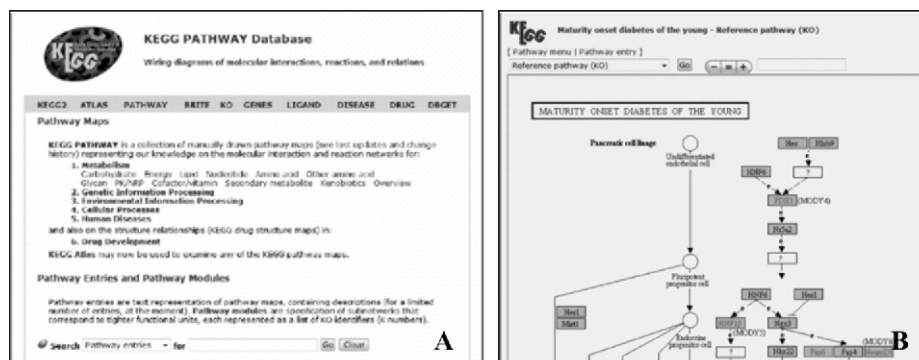 KEGG
KEGG PATHWAY Database
Wiring diagrams of molecular interactions, reactions, and relations
KEGG2 ATLAS PATHWAY BRITE KO GENES LIGAND DISEASE DRUG DBGET
Pathway Maps
KEGG PATHWAY is a collection of manually drawn pathway maps (see last updates and change
history) representing our knowledge on the molecular interaction and reaction networks for:
1. Metabolism
Carbohydrate Energy Lipid Nucleotide Amino acid Other amino acid
Glycan PK/NRP Cofactor/vitamin Secondary metabolite Xenobiotics Overview
2. Genetic Information Processing
3. Environmental Information Processing
4. Cellular Processes
5. Human Diseases
and also on the structure relationships (KEGG drug structure maps) in:
6. Drug Development
KEGG Atlas may now be used to examine any of the KEGG pathway maps.
Pathway Entries and Pathway Modules
Pathway entries are text representation of pathway maps, containing descriptions (for a limited
number of entries, at the moment). Pathway modules are specification of subnetworks that
correspond to tighter functional units, each represented as a list of KO identifiers (K numbers).
Search Pathway entries for Go Clear
A
KEGG
Maturity onset diabetes of the young - Reference pathway (KO)
[ Pathway menu | Pathway entry ]
Reference pathway (KO) Go − = +
MATURITY ONSET DIABETES OF THE YOUNG
Pancreatic cell lineage
Undifferentiated
endothelial cell
Hex Hlxb9
HNF6 ?
PDX1 (MODY4)
Nr5a2
?
Pluripotent
progenitor cell
Hes1
Mist1
HNF6 Hes1
(MODY5) Ngn3
Endocrine
progenitor cell
Nkx2.2 Pax6 Pax4
B